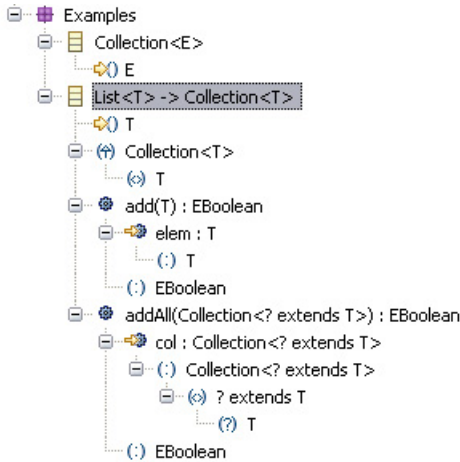 Examples
Collection<E>
E
List<T> -> Collection<T>
T
Collection<T>
T
add(T) : EBoolean
elem : T
T
EBoolean
addAll(Collection<? extends T>) : EBoolean
col : Collection<? extends T>
Collection<? extends T>
? extends T
T
EBoolean